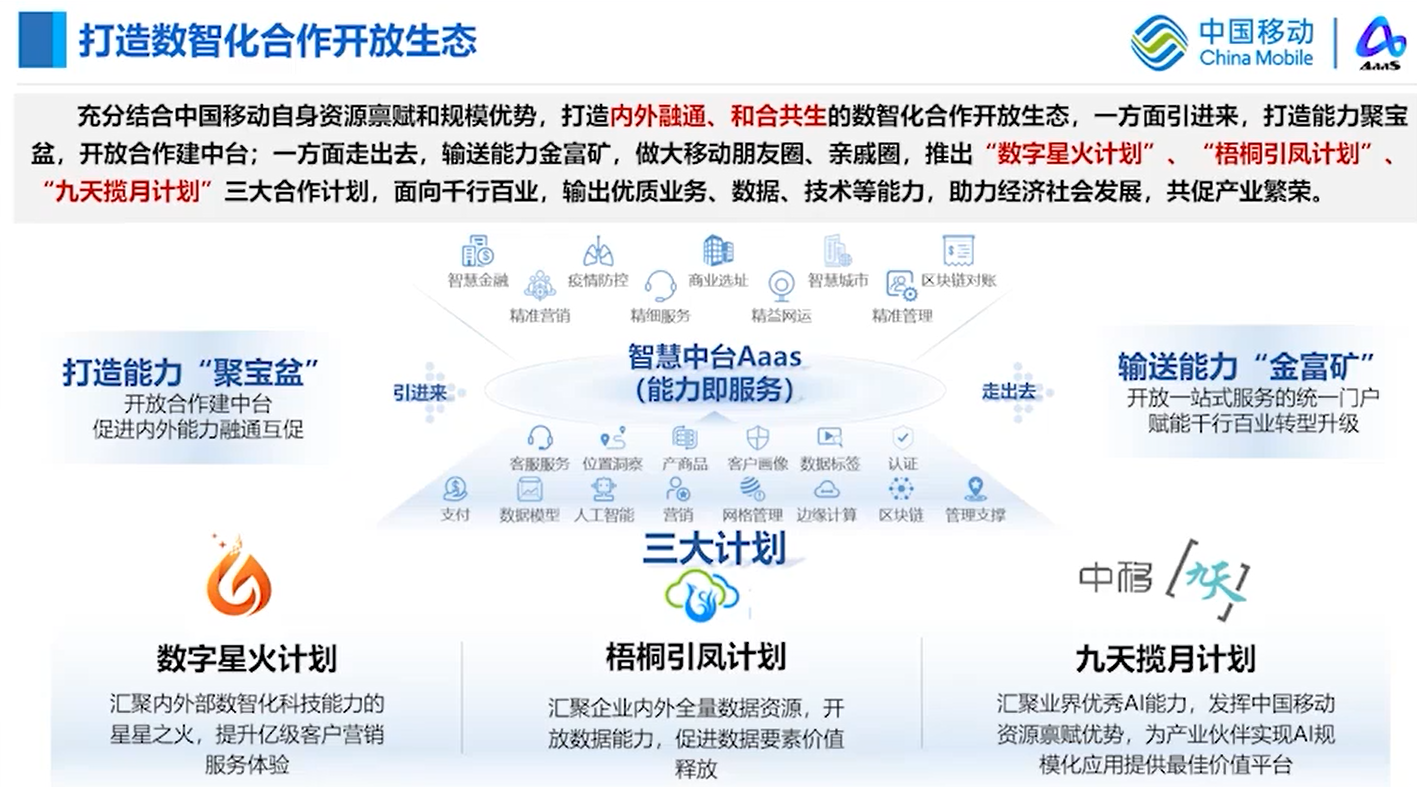 打造数智化合作开放生态
中国移动
China Mobile
AaaS
充分结合中国移动自身资源禀赋和规模优势，打造内外融通、和合共生的数智化合作开放生态，一方面引进来，打造能力聚宝
盆，开放合作建中台；一方面走出去，输送能力金富矿，做大移动朋友圈、亲戚圈，推出“数字星火计划”、“梧桐引凤计划”、
“九天揽月计划”三大合作计划，面向千行百业，输出优质业务、数据、技术等能力，助力经济社会发展，共促产业繁荣。
智慧金融
疫情防控
商业选址
智慧城市
区块链对账
精准营销
精细服务
精益网运
精准管理
打造能力“聚宝盆”
开放合作建中台
促进内外能力融通互促
引进来
智慧中台Aaas
（能力即服务）
走出去
输送能力“金富矿”
开放一站式服务的统一门户
赋能千行百业转型升级
客服服务
位置洞察
产商品
客户画像
数据标签
认证
支付
数据模型
人工智能
营销
网格管理
边缘计算
区块链
管理支撑
三大计划
中移
九天
数字星火计划
汇聚内外部数智化科技能力的
星星之火，提升亿级客户营销
服务体验
梧桐引凤计划
汇聚企业内外全量数据资源，开
放数据能力，促进数据要素价值
释放
九天揽月计划
汇聚业界优秀AI能力，发挥中国移动
资源禀赋优势，为产业伙伴实现AI规
模化应用提供最佳价值平台